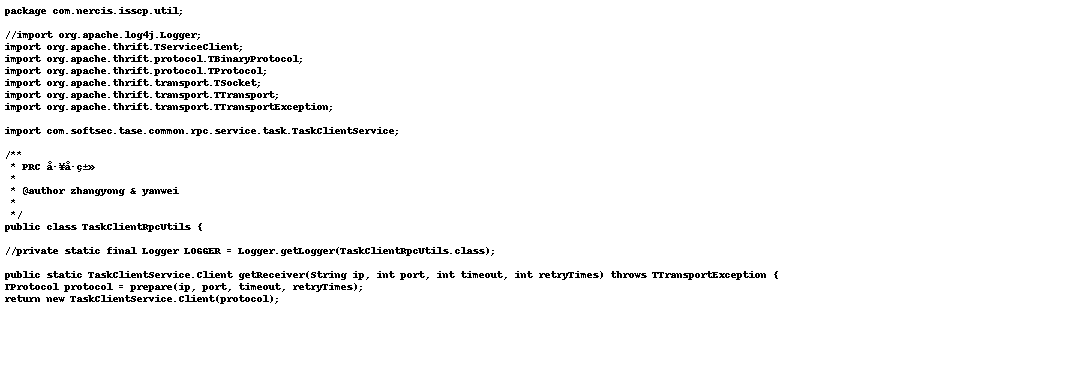 package com.nercis.isscp.util;
//import org.apache.log4j.Logger;
import org.apache.thrift.TServiceClient;
import org.apache.thrift.protocol.TBinaryProtocol;
import org.apache.thrift.protocol.TProtocol;
import org.apache.thrift.transport.TSocket;
import org.apache.thrift.transport.TTransport;
import org.apache.thrift.transport.TTransportException;
import com.softsec.tase.common.rpc.service.task.TaskClientService;
/**
* PRC å·¥å·ç±»
*
* @author zhangyong & yanwei
*
*/
public class TaskClientRpcUtils {
//private static final Logger LOGGER = Logger.getLogger(TaskClientRpcUtils.class);
public static TaskClientService.Client getReceiver(String ip, int port, int timeout, int retryTimes) throws TTransportException {
TProtocol protocol = prepare(ip, port, timeout, retryTimes);
return new TaskClientService.Client(protocol);